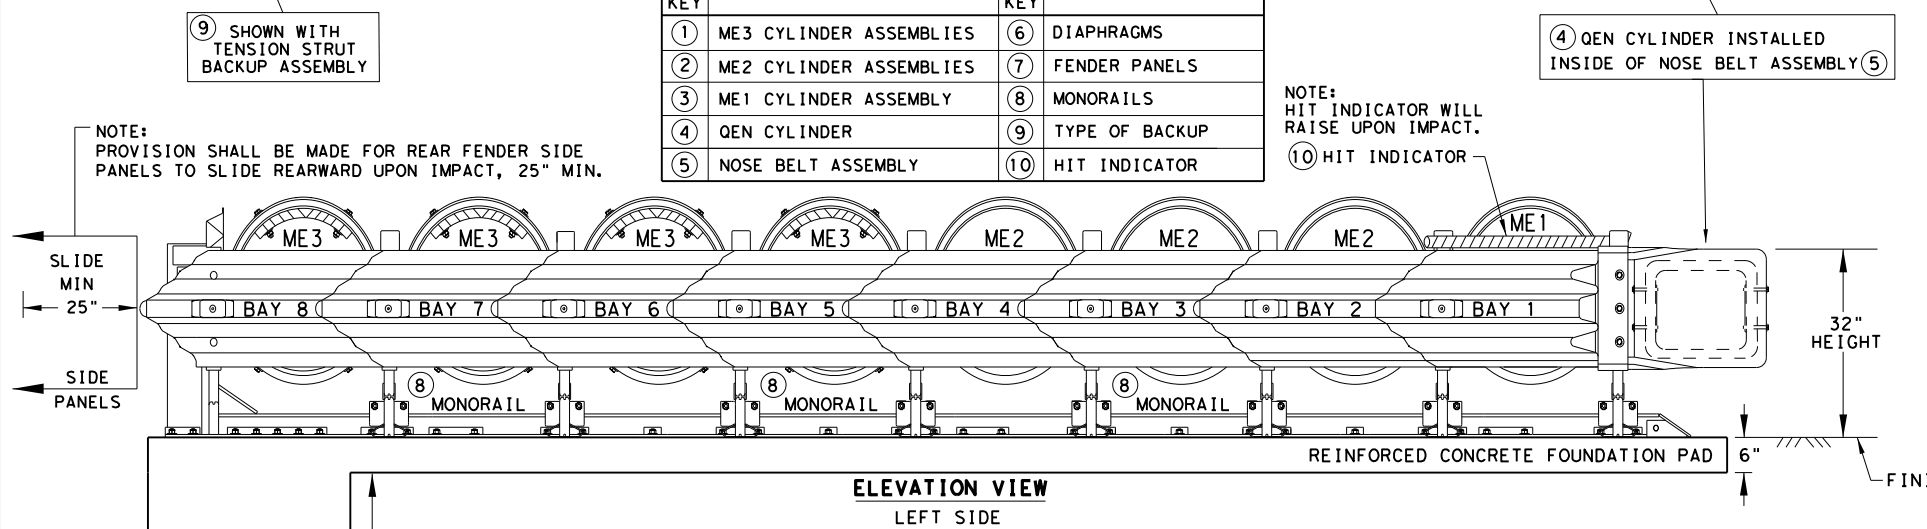 9 SHOWN WITH
TENSION STRUT
BACKUP ASSEMBLY
KEY KEY
1 ME3 CYLINDER ASSEMBLIES 6 DIAPHRAGMS
2 ME2 CYLINDER ASSEMBLIES 7 FENDER PANELS
3 ME1 CYLINDER ASSEMBLY 8 MONORAILS
4 QEN CYLINDER 9 TYPE OF BACKUP
5 NOSE BELT ASSEMBLY 10 HIT INDICATOR
4 QEN CYLINDER INSTALLED
INSIDE OF NOSE BELT ASSEMBLY 5
NOTE:
HIT INDICATOR WILL
RAISE UPON IMPACT.
10 HIT INDICATOR
NOTE:
PROVISION SHALL BE MADE FOR REAR FENDER SIDE
PANELS TO SLIDE REARWARD UPON IMPACT, 25" MIN.
ME3 ME3 ME3 ME3 ME2 ME2 ME2 ME1
SLIDE
MIN
25"
BAY 8 BAY 7 BAY 6 BAY 5 BAY 4 BAY 3 BAY 2 BAY 1
32"
HEIGHT
SIDE
PANELS
8 MONORAIL 8 MONORAIL 8 MONORAIL
REINFORCED CONCRETE FOUNDATION PAD 6"
FINI
ELEVATION VIEW
LEFT SIDE